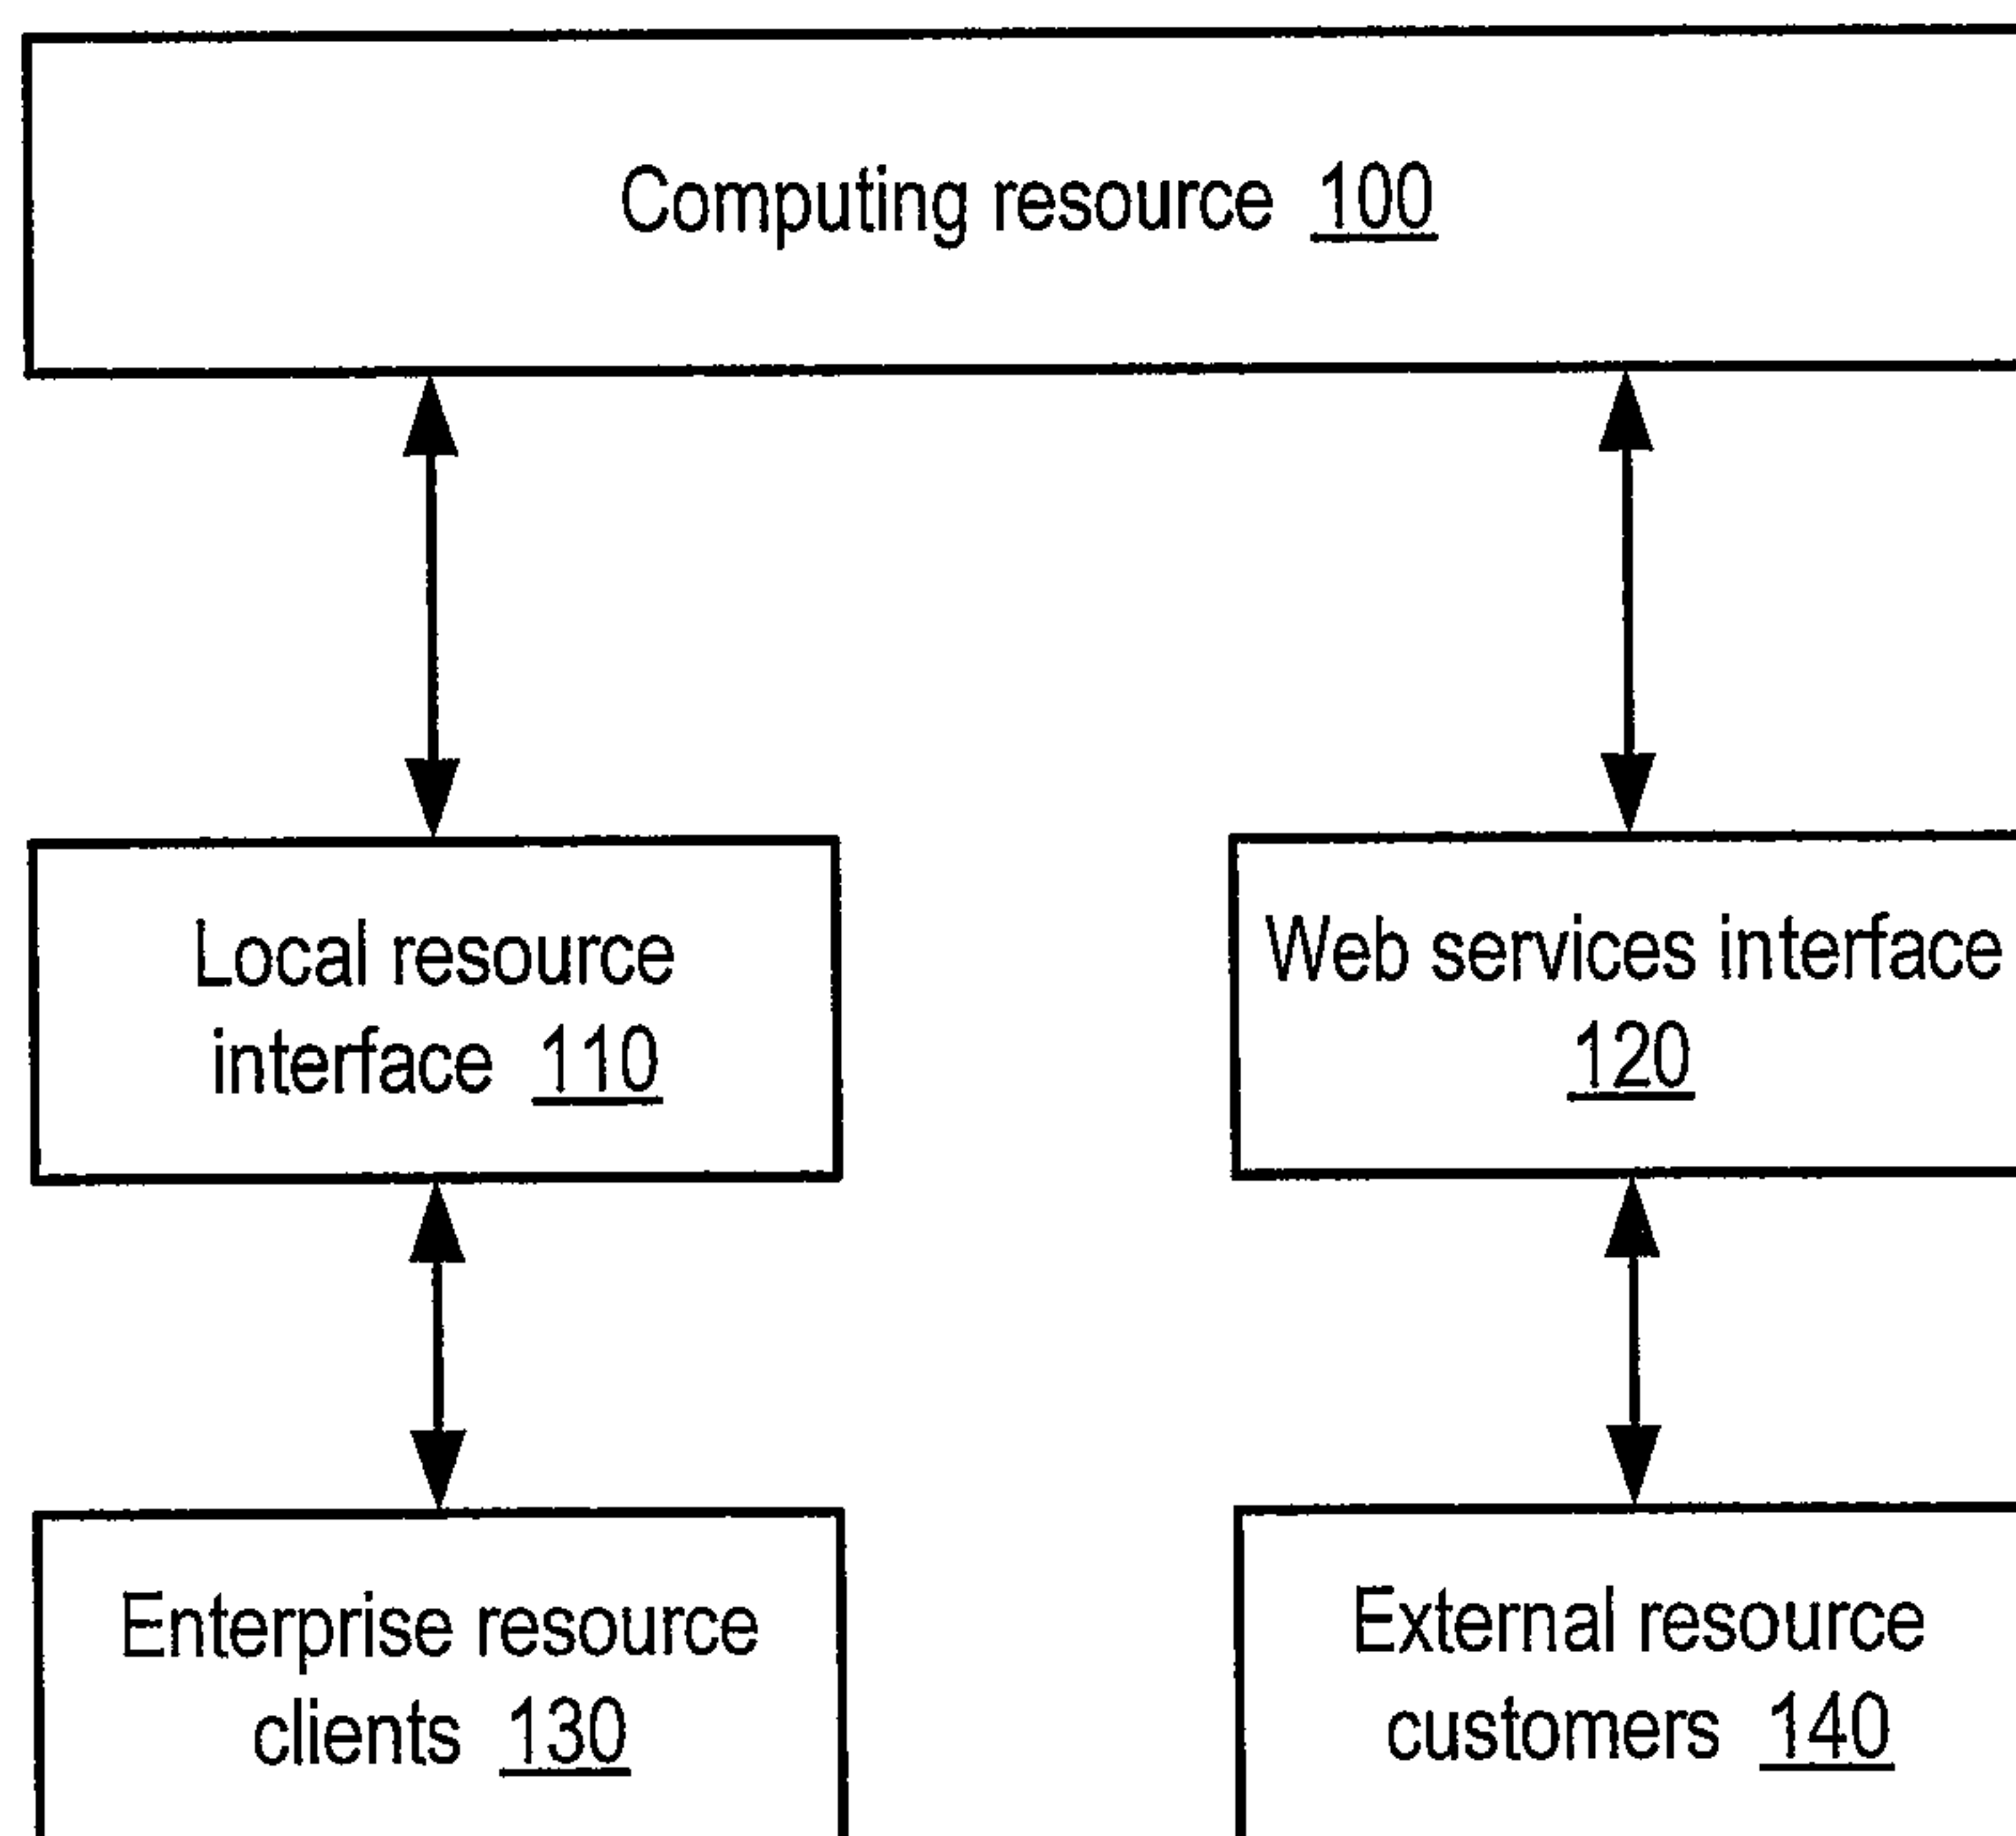 Computing resource 100
Local resource
interface 110
Web services interface
120
Enterprise resource
clients 130
External resource
customers 140